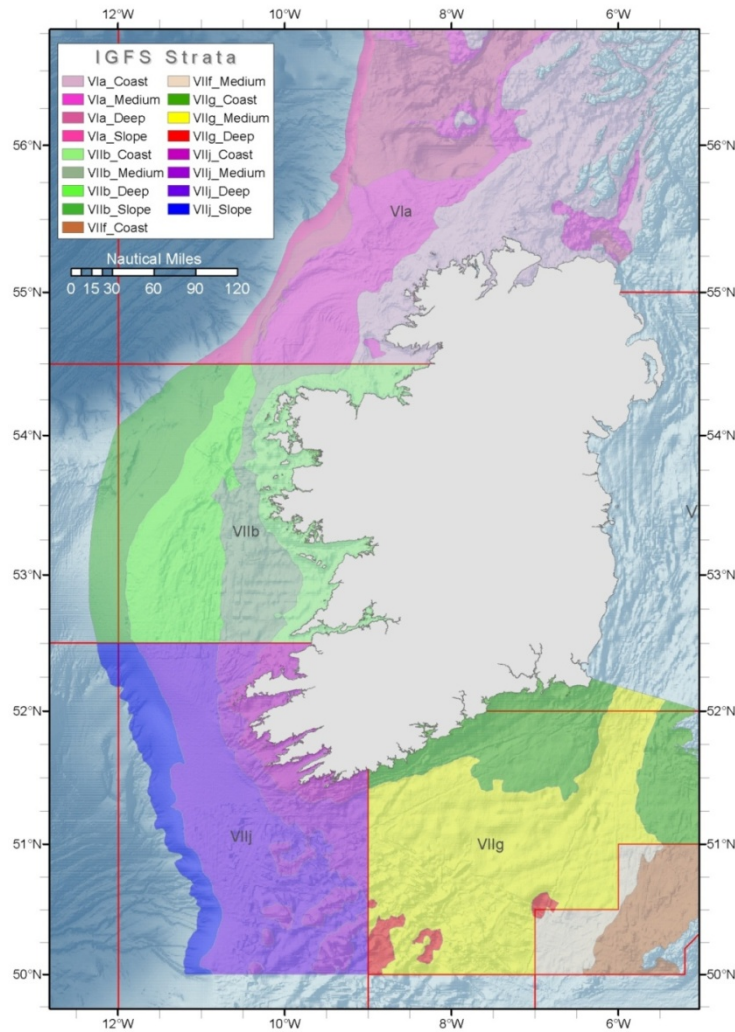 12°W 10°W 8°W 6°W
IGFS Strata
VIa_Coast VIIf_Medium
VIa_Medium VIIg_Coast
VIa_Deep VIIg_Medium
VIa_Slope VIIg_Deep
VIIb_Coast VIIj_Coast
VIIb_Medium VIIj_Medium
VIIb_Deep VIIj_Deep
VIIb_Slope VIIj_Slope
VIIf_Coast
56°N 56°N
VIa
Nautical Miles
0 15 30 60 90 120
55°N 55°N
54°N 54°N
V
VIIb
53°N 53°N
52°N 52°N
VIIj
VIIg
51°N 51°N
50°N 50°N
12°W 10°W 8°W 6°W